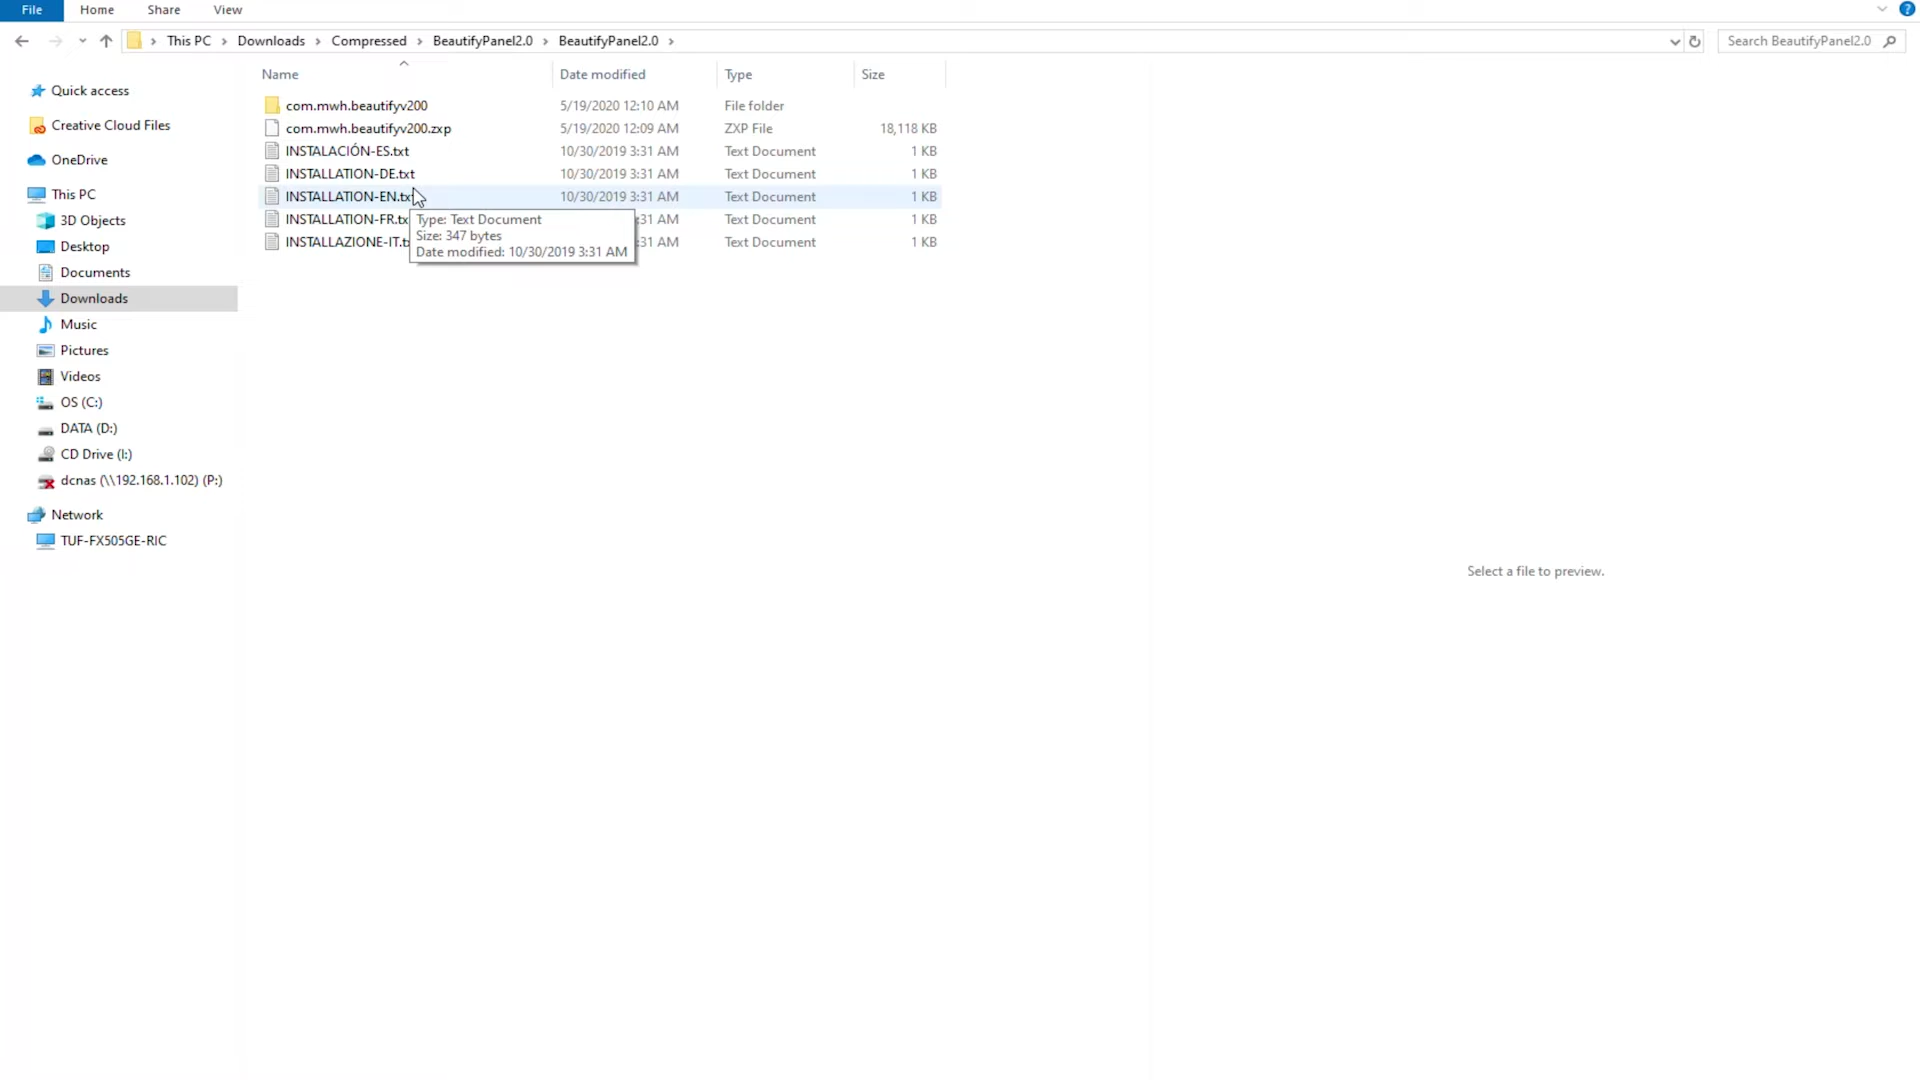 File Home Share View
This PC Downloads Compressed BeautifyPanel2.0 BeautifyPanel2.0 Search BeautifyPanel2.0
Name Date modified Type Size
Quick access
Creative Cloud Files
OneDrive
This PC
3D Objects
Desktop
Documents
Downloads
Music
Pictures
Videos
OS (C:)
DATA (D:)
CD Drive (I:)
dcnas (\\192.168.1.102) (P:)
Network
TUF-FX505GE-RIC
com.mwh.beautifyv200 5/19/2020 12:10 AM File folder
com.mwh.beautifyv200.zxp 5/19/2020 12:09 AM ZXP File 18,118 KB
INSTALACIÓN-ES.txt 10/30/2019 3:31 AM Text Document 1 KB
INSTALLATION-DE.txt 10/30/2019 3:31 AM Text Document 1 KB
INSTALLATION-EN.txt 10/30/2019 3:31 AM Text Document 1 KB
INSTALLATION-FR.tx :31 AM Text Document 1 KB
INSTALLAZIONE-IT.t :31 AM Text Document 1 KB
Type: Text Document
Size: 347 bytes
Date modified: 10/30/2019 3:31 AM
Select a file to preview.